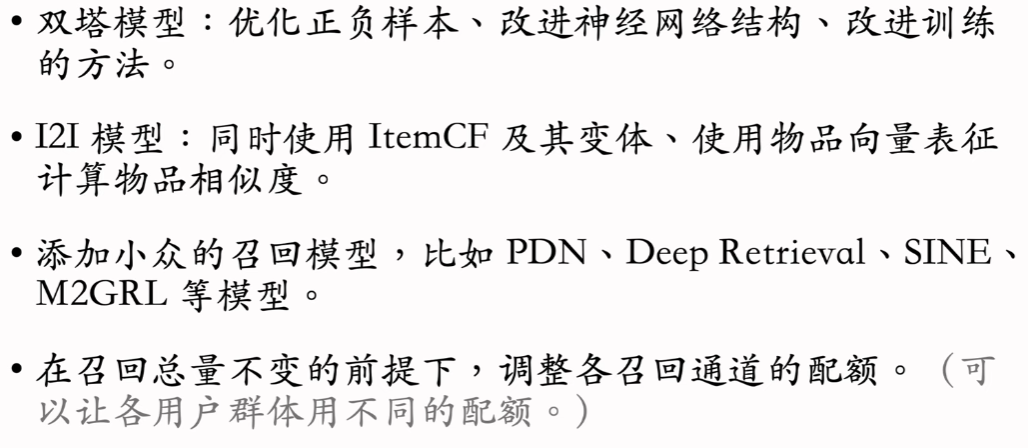 • 双塔模型：优化正负样本、改进神经网络结构、改进训练
的方法。
• I2I 模型：同时使用 ItemCF 及其变体、使用物品向量表征
计算物品相似度。
• 添加小众的召回模型，比如 PDN、Deep Retrieval、SINE、
M2GRL 等模型。
• 在召回总量不变的前提下，调整各召回通道的配额。（可
以让各用户群体用不同的配额。）